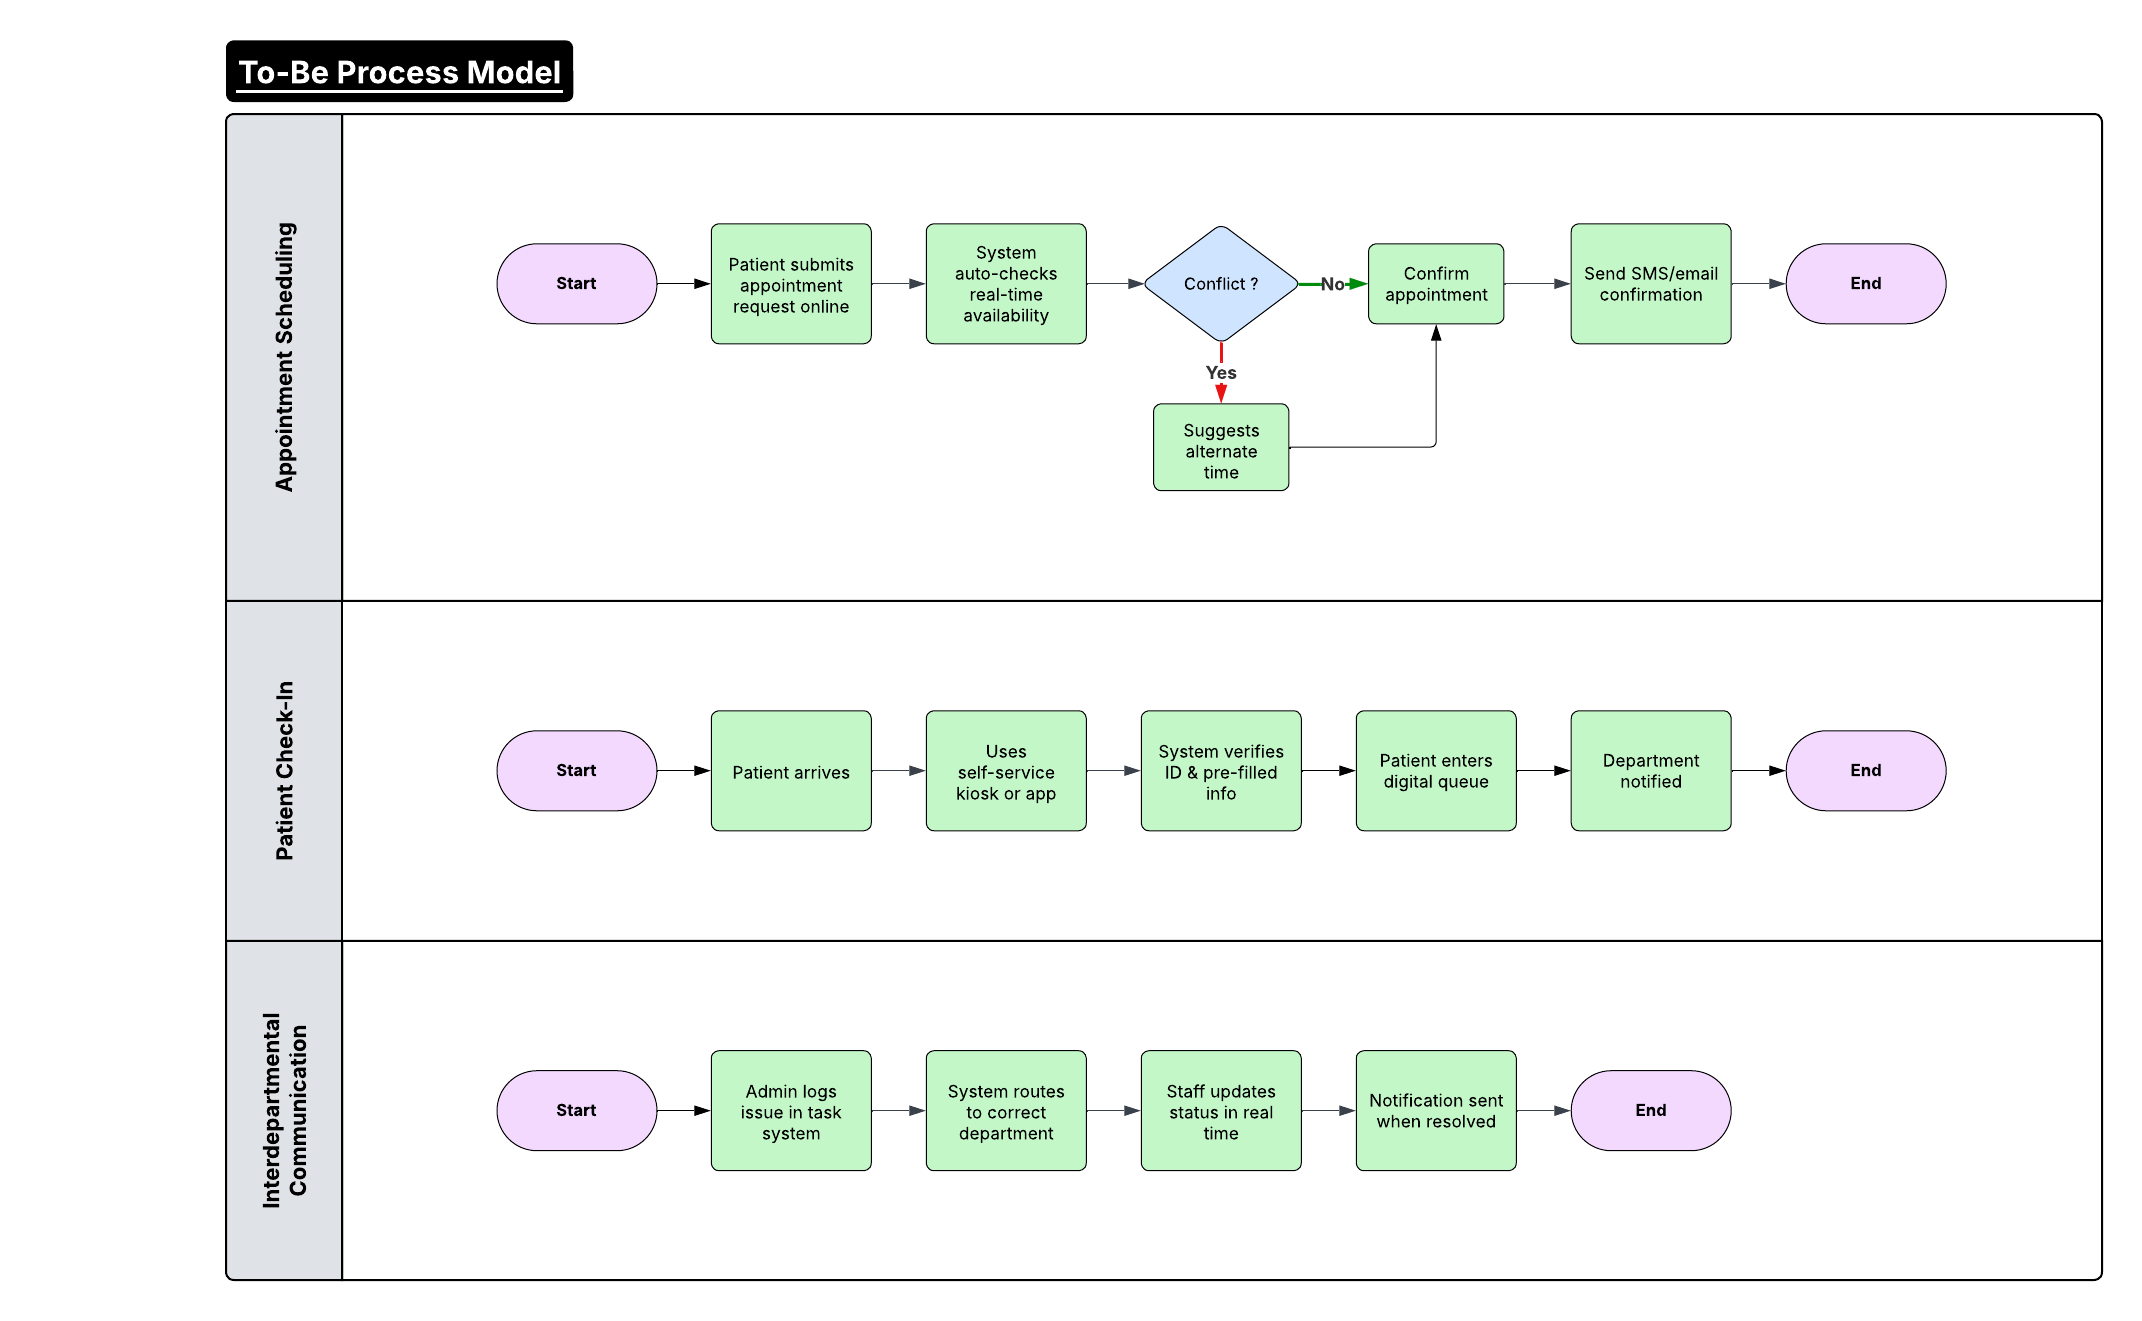 To-Be Process Model
Appointment Scheduling
Start
Patient submits
appointment
request online
System
auto-checks
real-time
availability
Conflict ?
No
Confirm
appointment
Send SMS/email
confirmation
End
Yes
Suggests
alternate
time
Patient Check-In
Start
Patient arrives
Uses
self-service
kiosk or app
System verifies
ID & pre-filled
info
Patient enters
digital queue
Department
notified
End
Interdepartmental
Communication
Start
Admin logs
issue in task
system
System routes
to correct
department
Staff updates
status in real
time
Notification sent
when resolved
End